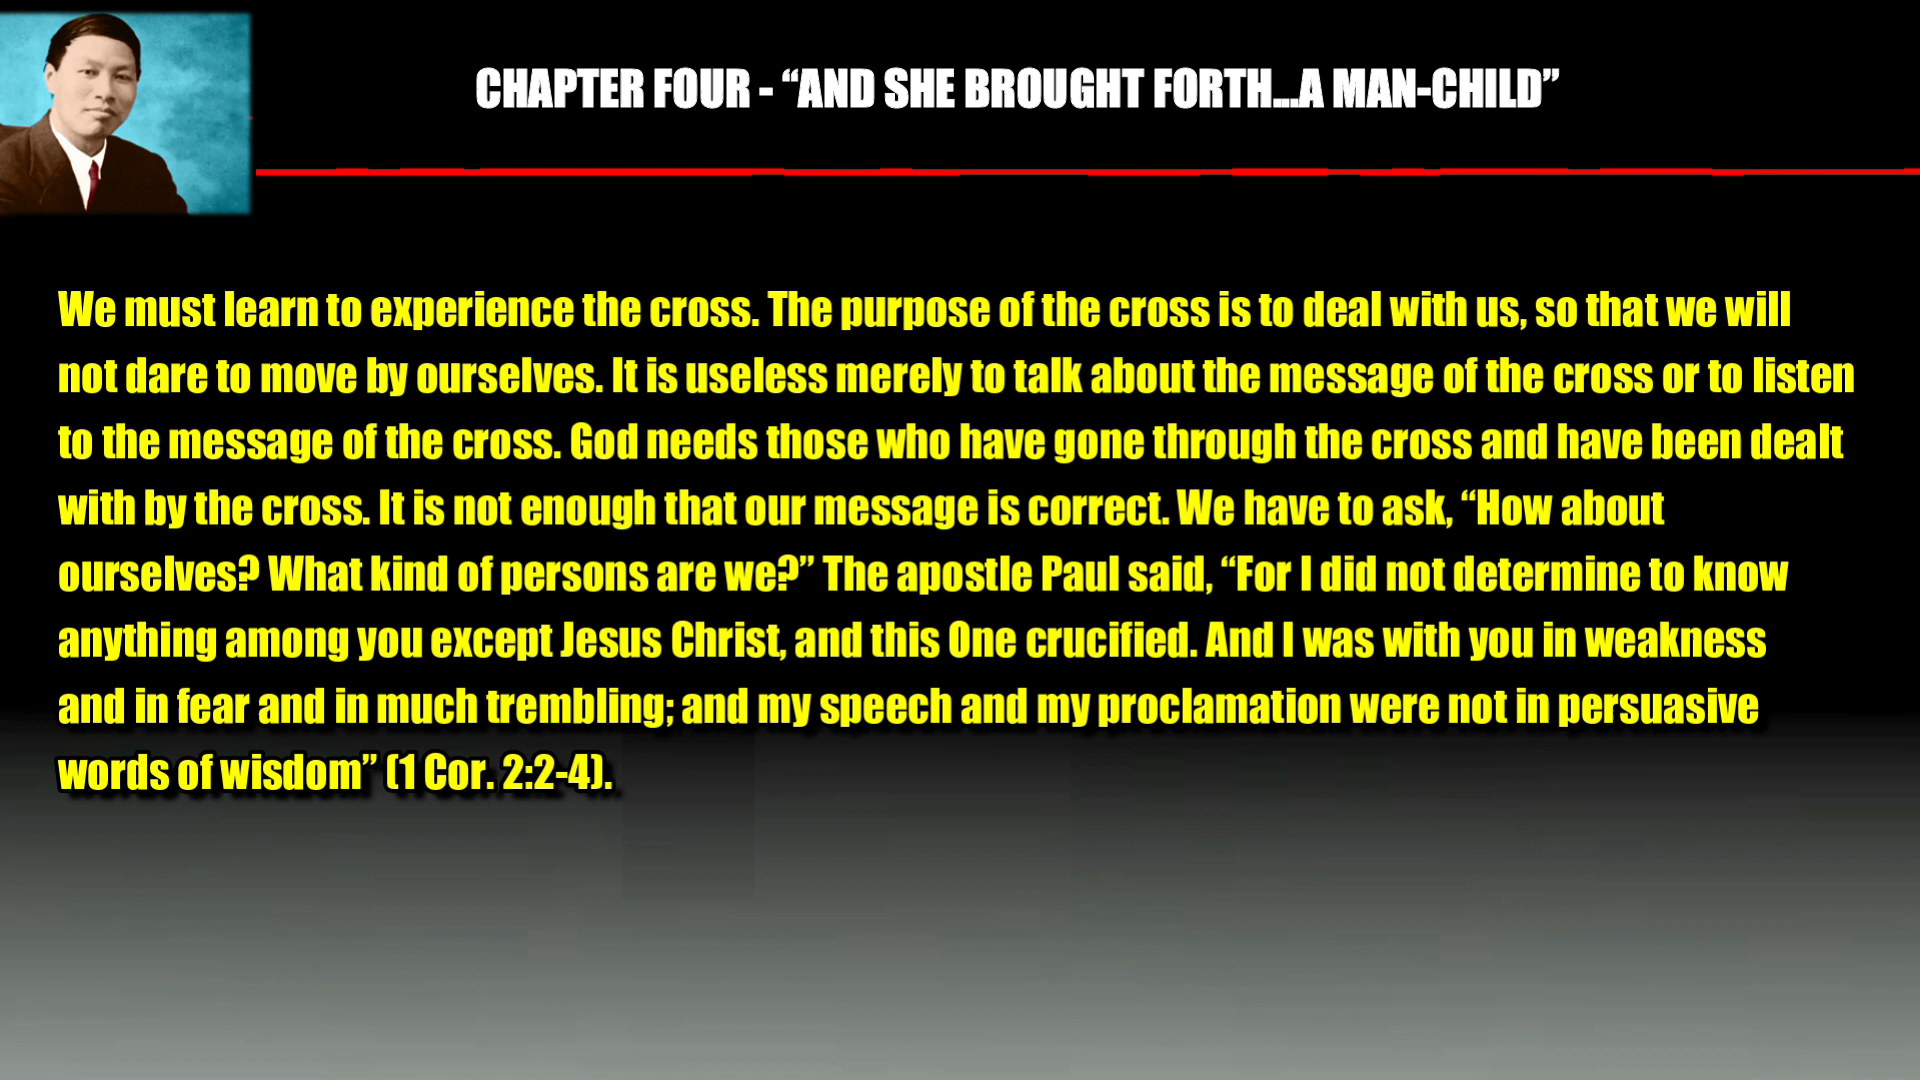 CHAPTER FOUR - “AND SHE BROUGHT FORTH...A MAN-CHILD”
We must learn to experience the cross. The purpose of the cross is to deal with us, so that we will
not dare to move by ourselves. It is useless merely to talk about the message of the cross or to listen
to the message of the cross. God needs those who have gone through the cross and have been dealt
with by the cross. It is not enough that our message is correct. We have to ask, “How about
ourselves? What kind of persons are we?” The apostle Paul said, “For I did not determine to know
anything among you except Jesus Christ, and this One crucified. And I was with you in weakness
and in fear and in much trembling; and my speech and my proclamation were not in persuasive
words of wisdom” (1 Cor. 2:2-4).